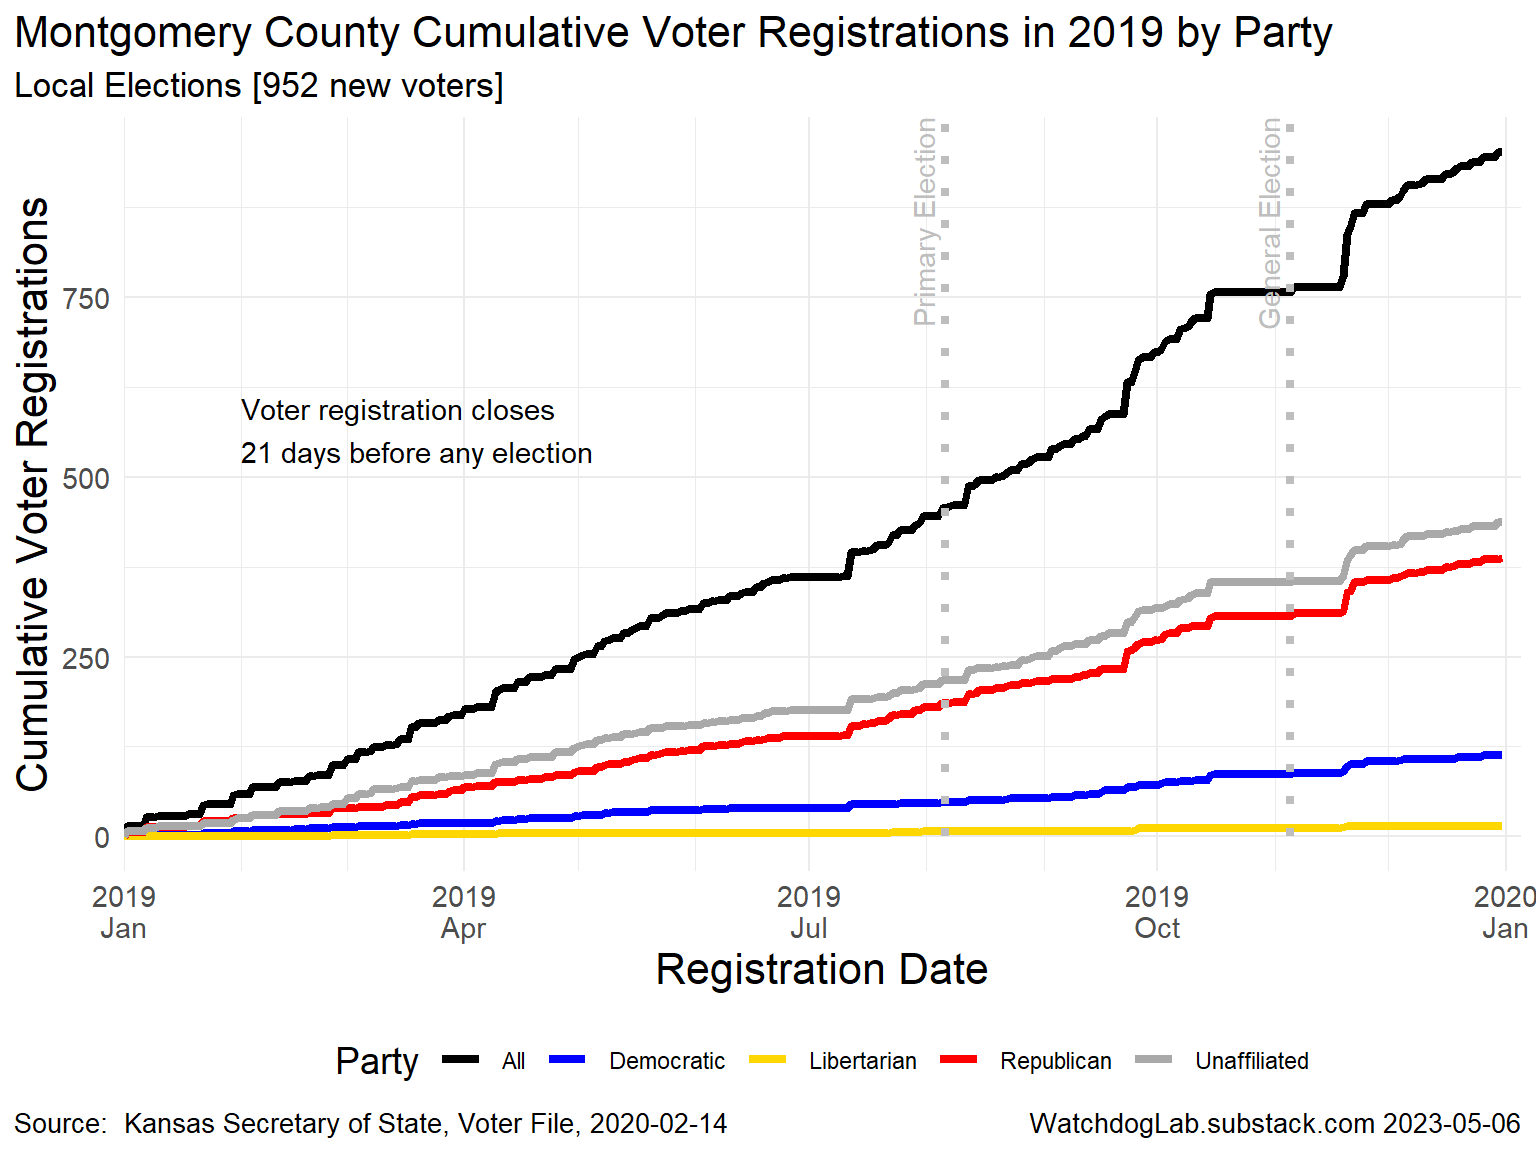 Montgomery County Cumulative Voter Registrations in 2019 by Party
Local Elections [952 new voters]
Cumulative Voter Registrations
750
500
250
0
Primary Election
General Election
Voter registration closes
21 days before any election
2019 2019 2019 2019 2020
Jan Apr Jul Oct Jan
Registration Date
Party All Democratic Libertarian Republican Unaffiliated
Source:  Kansas Secretary of State, Voter File, 2020-02-14 WatchdogLab.substack.com 2023-05-06